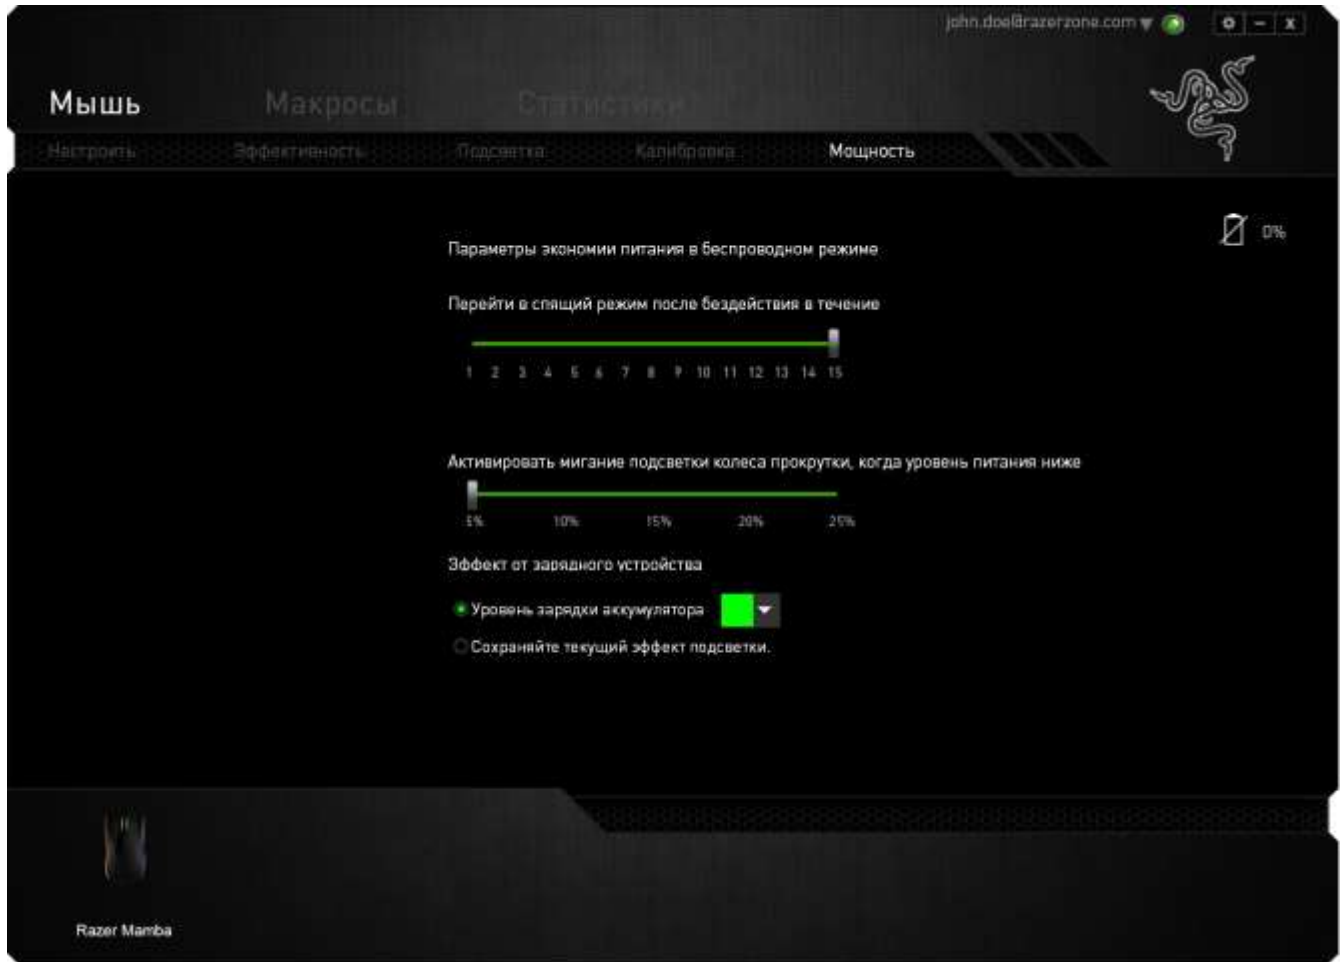 john.doe@razerzone.com
Мышь Макросы Статистики
Настроить Эффективность Подсветка Калибровка Мощность
0%
Параметры экономии питания в беспроводном режиме
Перейти в спящий режим после бездействия в течение
1 2 3 4 5 6 7 8 9 10 11 12 13 14 15
Активировать мигание подсветки колеса прокрутки, когда уровень питания ниже
5% 10% 15% 20% 25%
Эффект от зарядного устройства
Уровень зарядки аккумулятора
Сохраняйте текущий эффект подсветки.
Razer Mamba